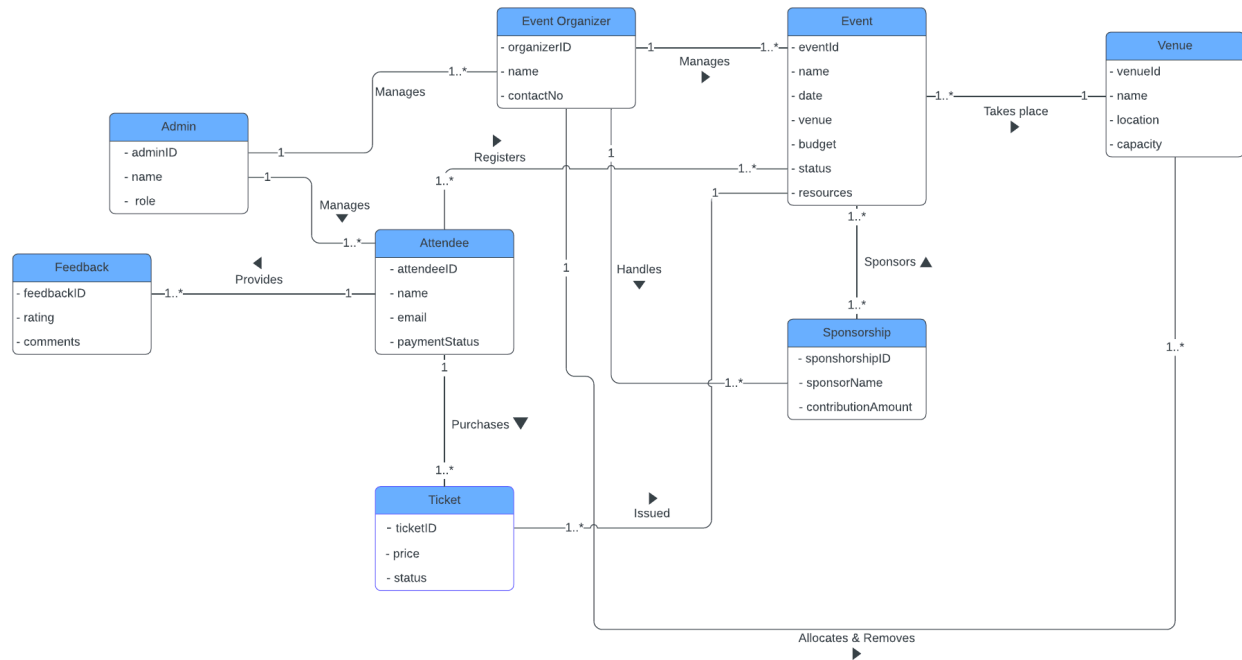 Event Organizer
- organizerID
- name
- contactNo
Event
- eventId
- name
- date
- venue
- budget
- status
- resources
Venue
- venueId
- name
- location
- capacity
Admin
- adminID
- name
- role
Attendee
- attendeeID
- name
- email
- paymentStatus
Feedback
- feedbackID
- rating
- comments
Sponsorship
- sponshorshipID
- sponsorName
- contributionAmount
Ticket
- ticketID
- price
- status
1
Manages
1..*
1
Manages
1..*
1
Manages
1..*
1..*
Registers
1..*
1..*
Takes place
1
1..*
Provides
1
1
Handles
1..*
1..*
Sponsors
1..*
1
Purchases
1..*
1..*
Issued
1
1
Allocates & Removes
1..*